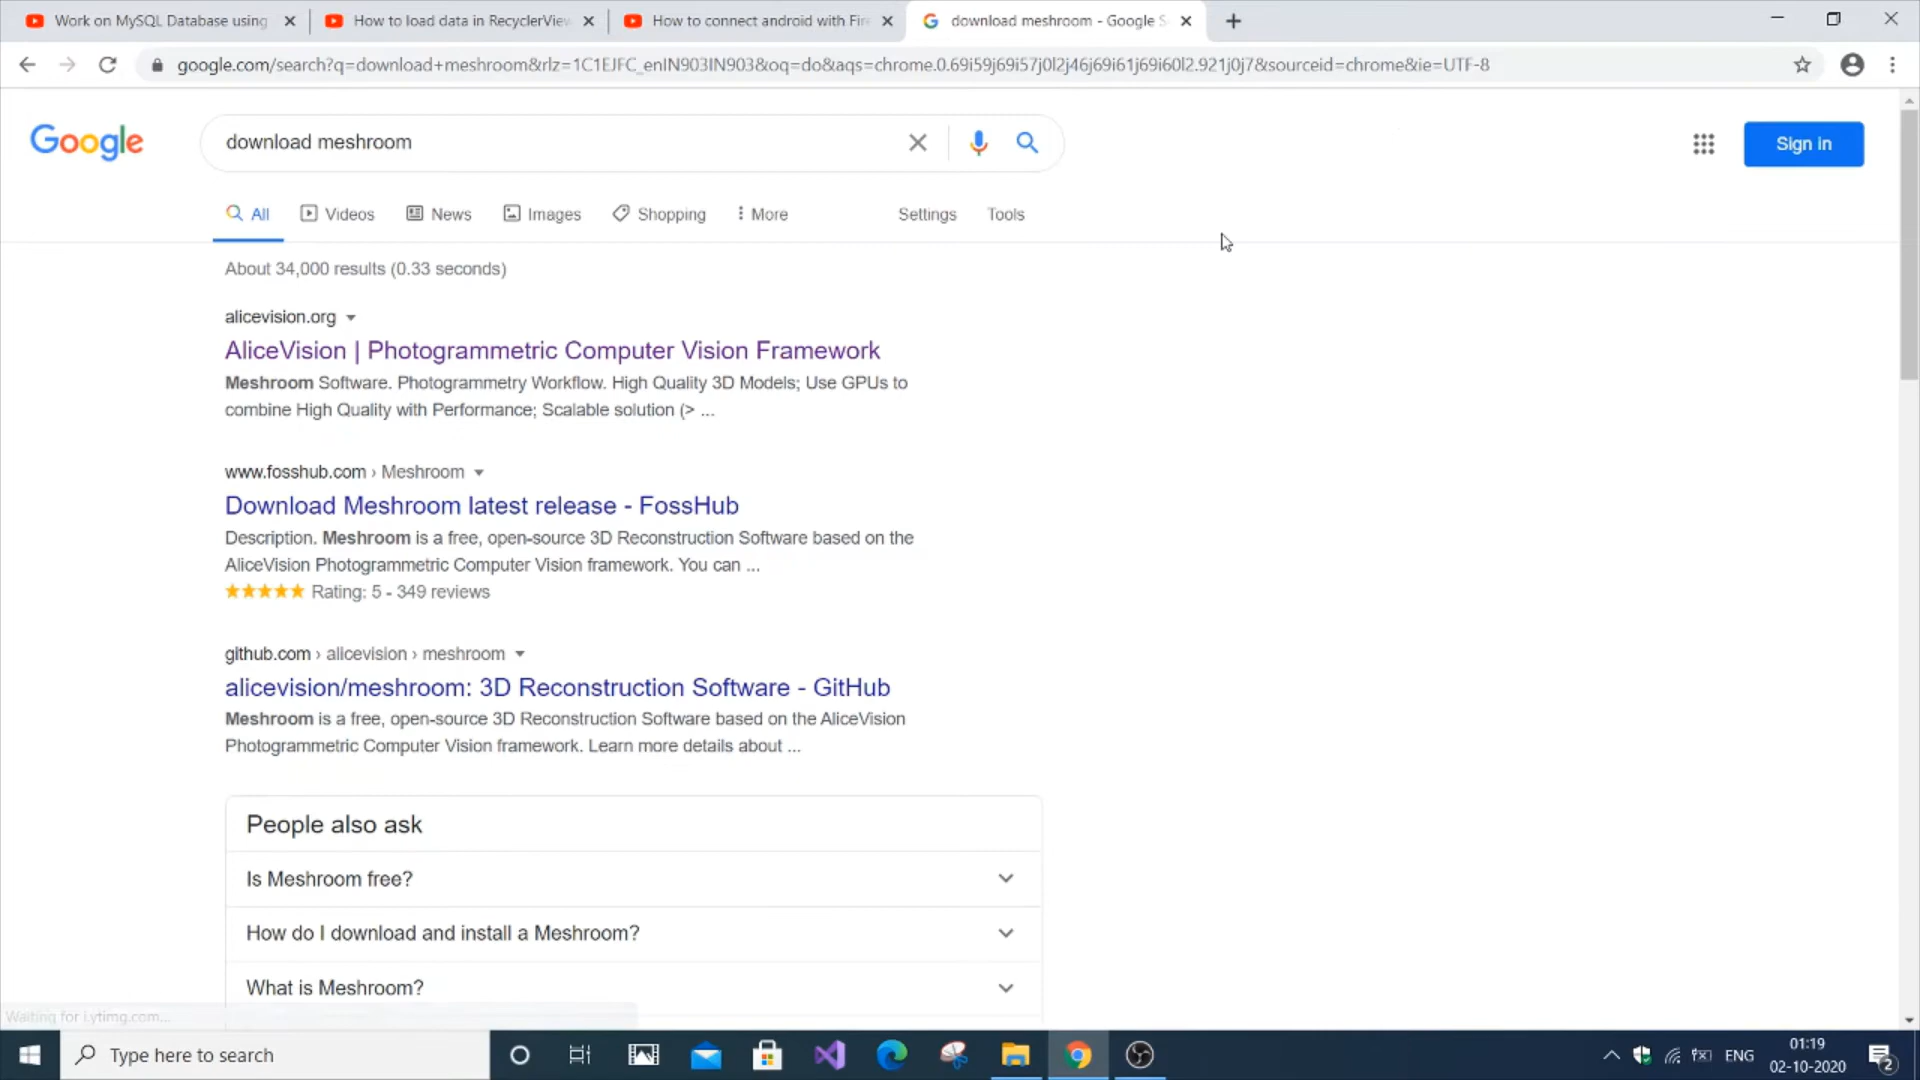 Work on MySQL Database using
How to load data in RecyclerView
How to connect android with Fire
download meshroom - Google S
google.com/search?q=download+meshroom&rlz=1C1EJFC_enIN903IN903&oq=do&aqs=chrome.0.69i59j69i57j0l2j46j69i61j69i60l2.921j0j7&sourceid=chrome&ie=UTF-8
Google
download meshroom
Sign in
All
Videos
News
Images
Shopping
More
Settings
Tools
About 34,000 results (0.33 seconds)
alicevision.org
AliceVision | Photogrammetric Computer Vision Framework
Meshroom Software. Photogrammetry Workflow. High Quality 3D Models; Use GPUs to
combine High Quality with Performance; Scalable solution (> ...
www.fosshub.com › Meshroom
Download Meshroom latest release - FossHub
Description. Meshroom is a free, open-source 3D Reconstruction Software based on the
AliceVision Photogrammetric Computer Vision framework. You can ...
Rating: 5 - 349 reviews
github.com › alicevision › meshroom
alicevision/meshroom: 3D Reconstruction Software - GitHub
Meshroom is a free, open-source 3D Reconstruction Software based on the AliceVision
Photogrammetric Computer Vision framework. Learn more details about ...
People also ask
Is Meshroom free?
How do I download and install a Meshroom?
What is Meshroom?
Waiting for i.ytimg.com...
Type here to search
ENG
01:19
02-10-2020
2